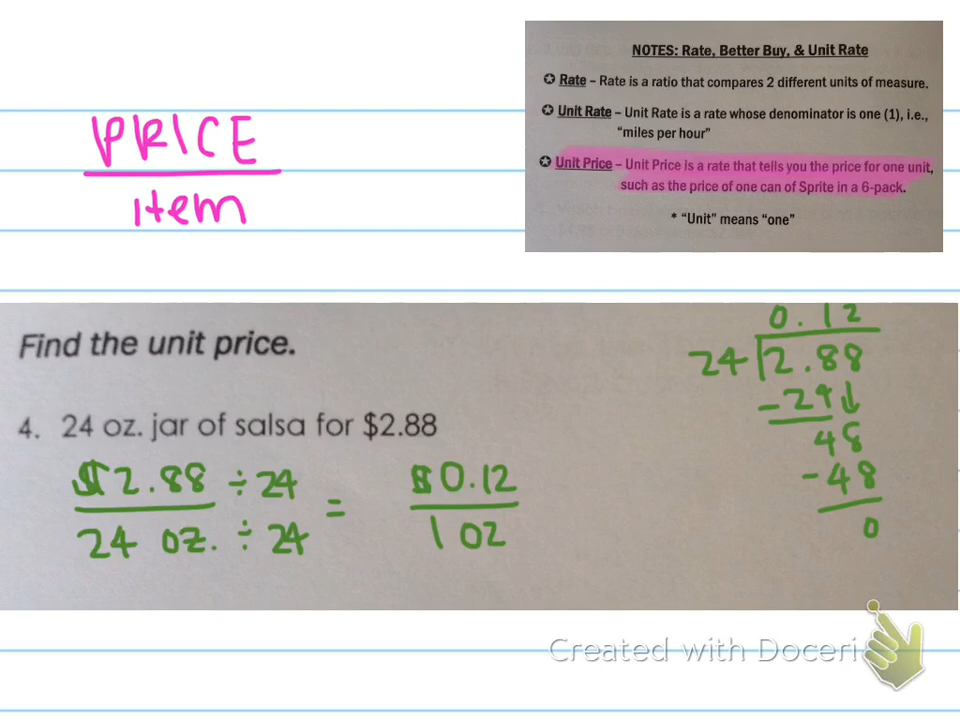 PRICE
item
NOTES: Rate, Better Buy, & Unit Rate
✪ Rate – Rate is a ratio that compares 2 different units of measure.
✪ Unit Rate – Unit Rate is a rate whose denominator is one (1), i.e.,
“miles per hour”
✪ Unit Price – Unit Price is a rate that tells you the price for one unit,
such as the price of one can of Sprite in a 6-pack.
* “Unit” means “one”
Find the unit price.
4. 24 oz. jar of salsa for $2.88
$2.88 ÷ 24 = $0.12
24 oz. ÷ 24 1 oz
0.12
24 2.88
-24↓
48
-48
0
Created with Doceri